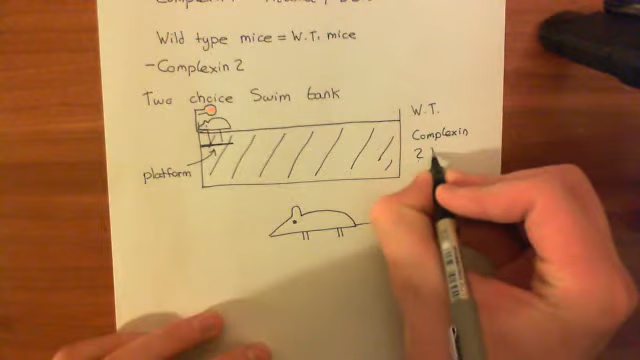 Wild type mice = W.T. mice
- Complexin 2
Two choice Swim tank
W.T.
Complexin
2
platform